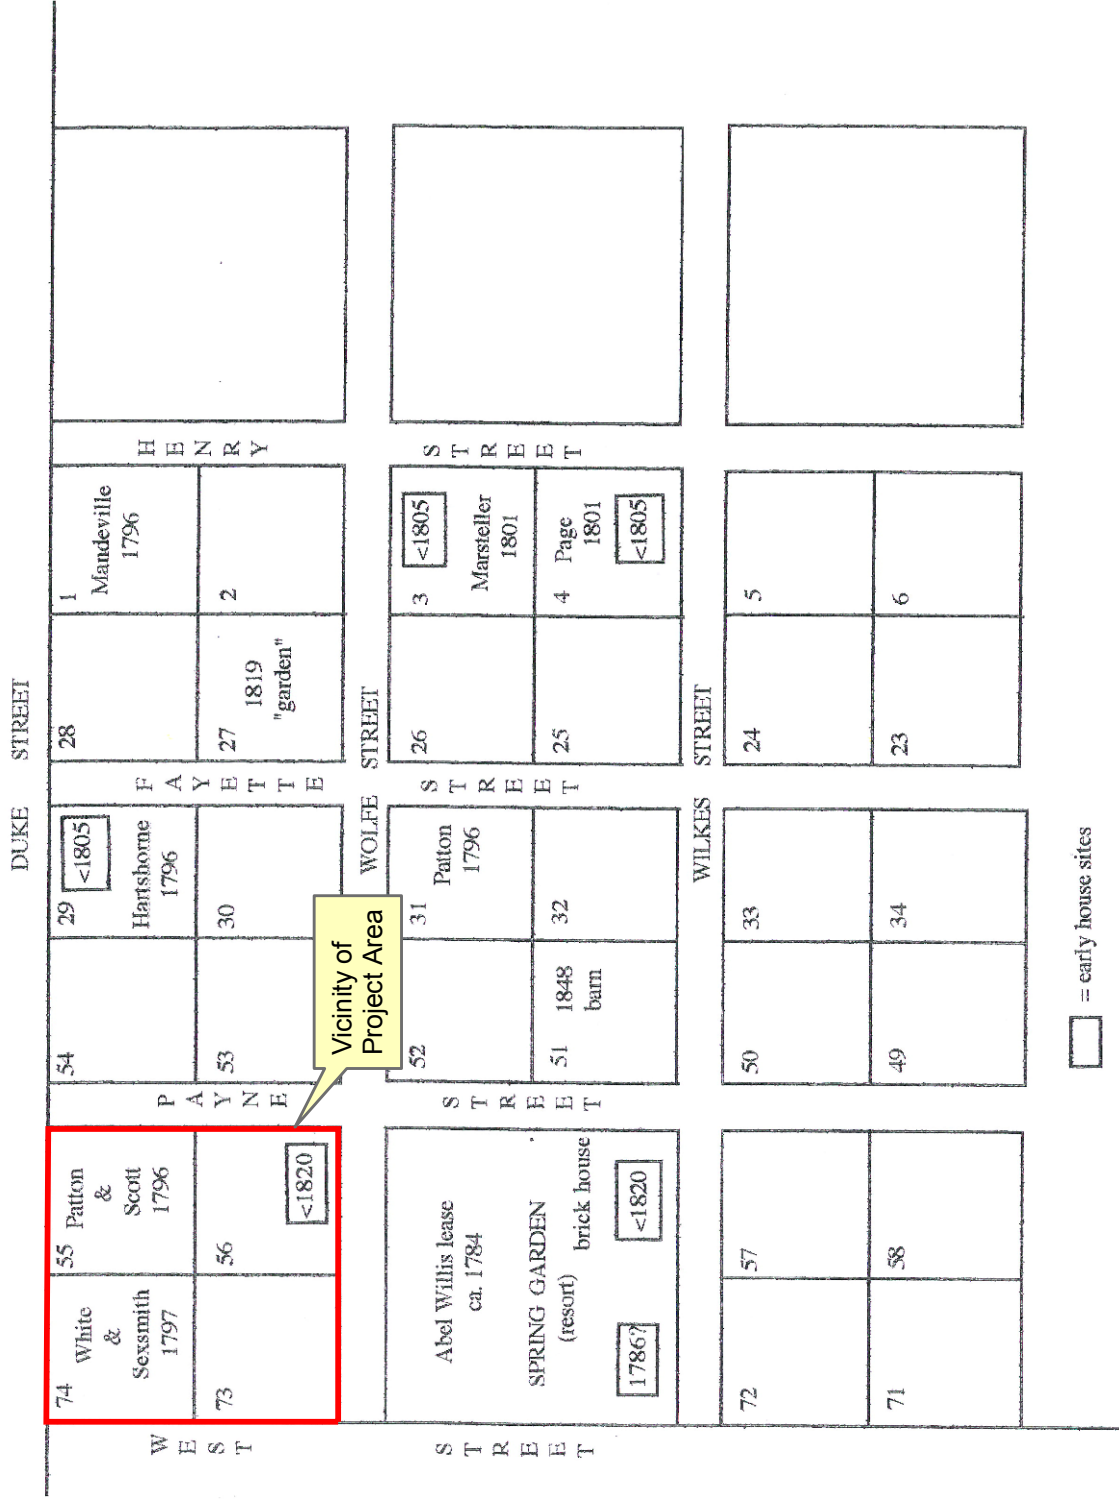 DUKE STREET
WEST STREET
PAYNE STREET
FAYETTE STREET
HENRY STREET
74
White
&
Sexsmith
1797
55 Patton
&
Scott
1796
73
56
<1820
54
29
<1805
Hartshorne
1796
53
30
28
1
Mandeville
1796
27
1819
"garden"
2
Vicinity of
Project Area
WOLFE STREET
Abel Willis lease
ca. 1784
SPRING GARDEN
(resort)
brick house
1786?
<1820
52
31
Patton
1796
51
1848
barn
32
26
3
<1805
Marsteller
1801
25
4
Page
1801
<1805
WILKES STREET
72
57
71
58
50
33
49
34
24
5
23
6
= early house sites